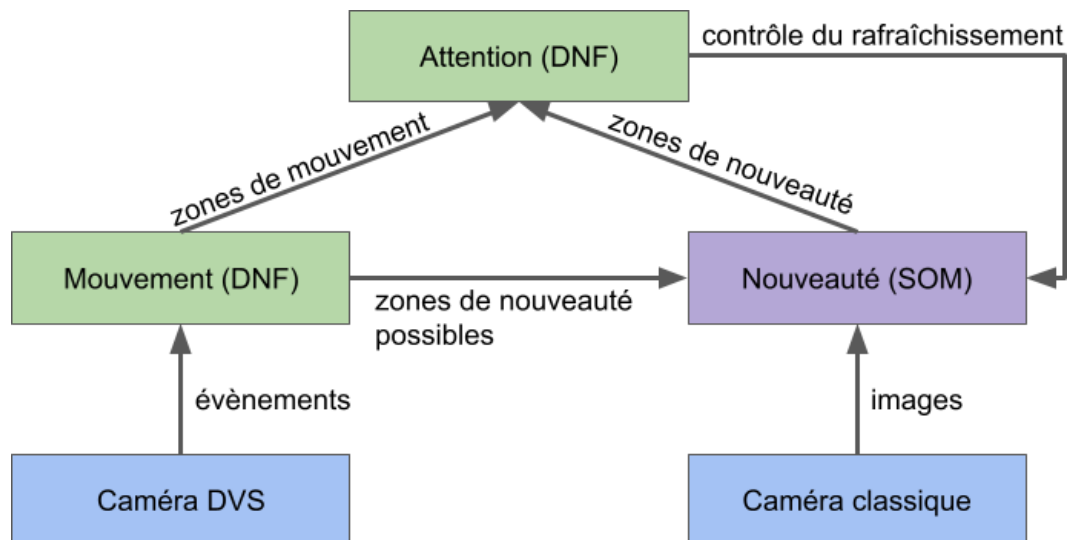 Attention (DNF)
contrôle du rafraîchissement
zones de mouvement
zones de nouveauté
Mouvement (DNF)
zones de nouveauté
possibles
Nouveauté (SOM)
évènements
images
Caméra DVS
Caméra classique